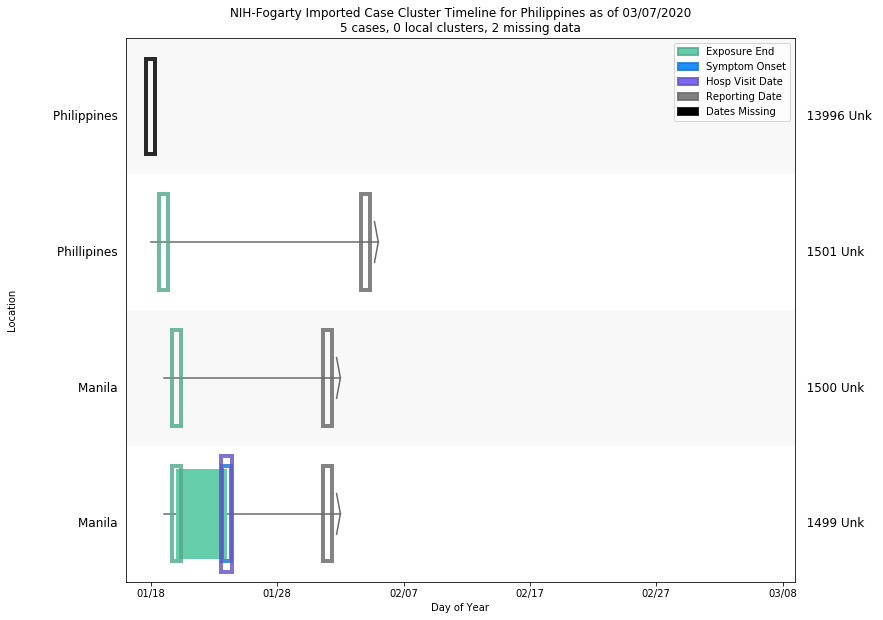 NIH-Fogarty Imported Case Cluster Timeline for Philippines as of 03/07/2020
5 cases, 0 local clusters, 2 missing data
Exposure End
Symptom Onset
Hosp Visit Date
Reporting Date
Dates Missing
Philippines
13996 Unk
Phillipines
1501 Unk
Location
Manila
1500 Unk
Manila
1499 Unk
01/18
01/28
02/07
02/17
02/27
03/08
Day of Year